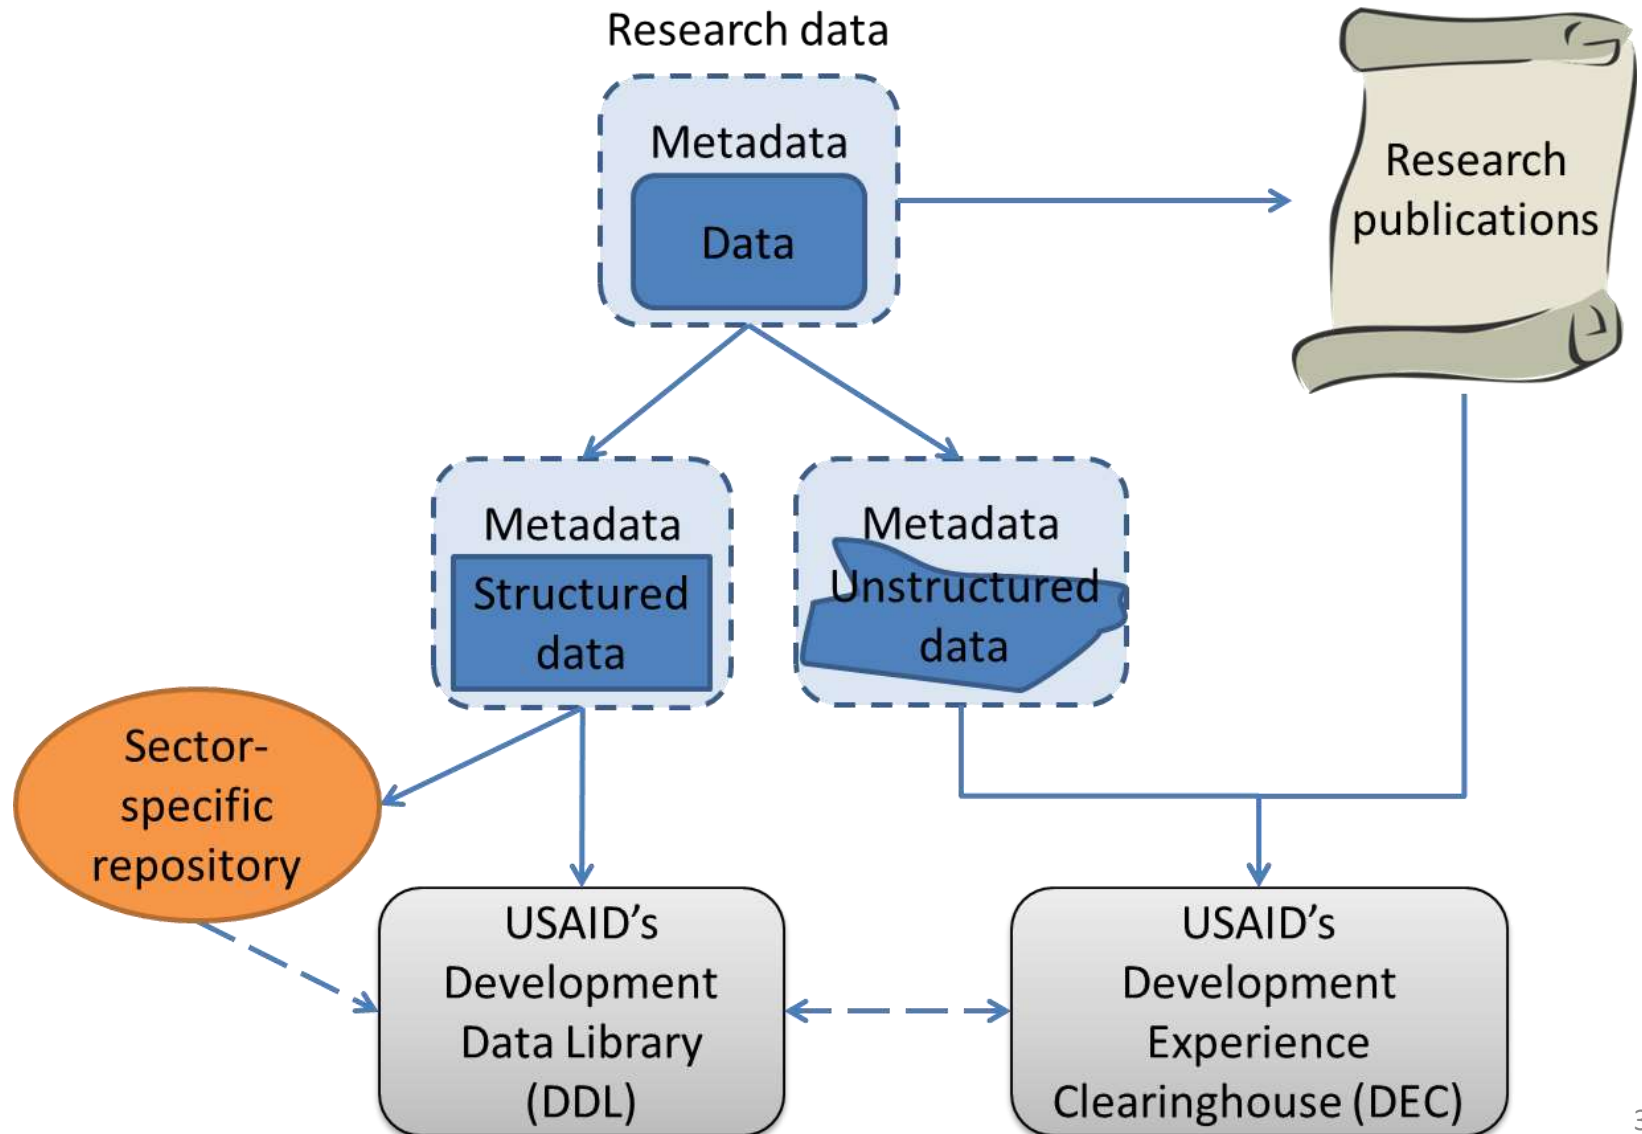 Research data
Metadata
Data
Research
publications
Metadata
Structured
data
Metadata
Unstructured
data
Sector-
specific
repository
USAID’s
Development
Data Library
(DDL)
USAID’s
Development
Experience
Clearinghouse (DEC)
3